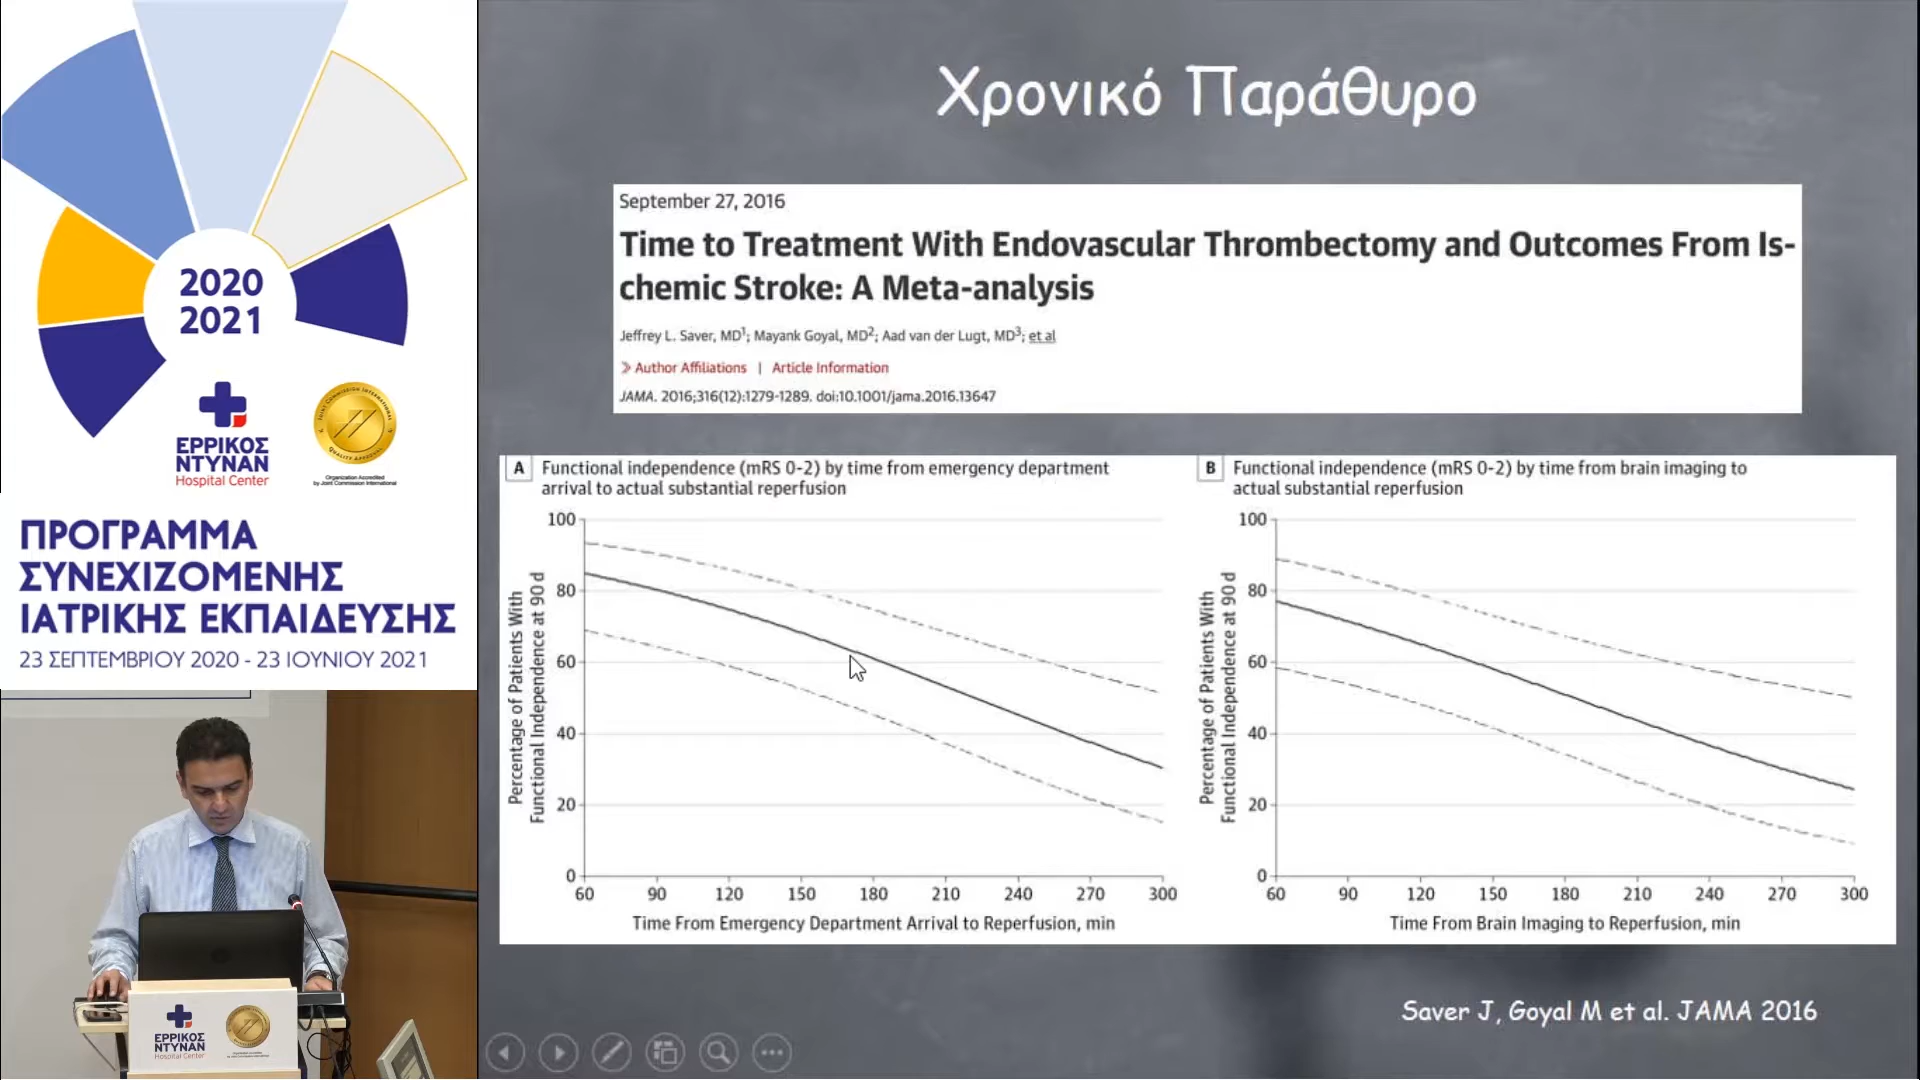 2020
2021
ΕΡΡΙΚΟΣ
ΝΤΥΝΑΝ
Hospital Center
Organization Accredited
by Joint Commission International
ΠΡΟΓΡΑΜΜΑ
ΣΥΝΕΧΙΖΟΜΕΝΗΣ
ΙΑΤΡΙΚΗΣ ΕΚΠΑΙΔΕΥΣΗΣ
23 ΣΕΠΤΕΜΒΡΙΟΥ 2020 - 23 ΙΟΥΝΙΟΥ 2021
ΕΡΡΙΚΟΣ
ΝΤΥΝΑΝ
Hospital Center
Χρονικό Παράθυρο
September 27, 2016
Time to Treatment With Endovascular Thrombectomy and Outcomes From Is-
chemic Stroke: A Meta-analysis
Jeffrey L. Saver, MD1; Mayank Goyal, MD2; Aad van der Lugt, MD3; et al
Author Affiliations | Article Information
JAMA. 2016;316(12):1279-1289. doi:10.1001/jama.2016.13647
A Functional independence (mRS 0-2) by time from emergency department
arrival to actual substantial reperfusion
Percentage of Patients With
Functional Independence at 90 d
100
80
60
40
20
0
60 90 120 150 180 210 240 270 300
Time From Emergency Department Arrival to Reperfusion, min
B Functional independence (mRS 0-2) by time from brain imaging to
actual substantial reperfusion
Percentage of Patients With
Functional Independence at 90 d
100
80
60
40
20
0
60 90 120 150 180 210 240 270 300
Time From Brain Imaging to Reperfusion, min
Saver J, Goyal M et al. JAMA 2016